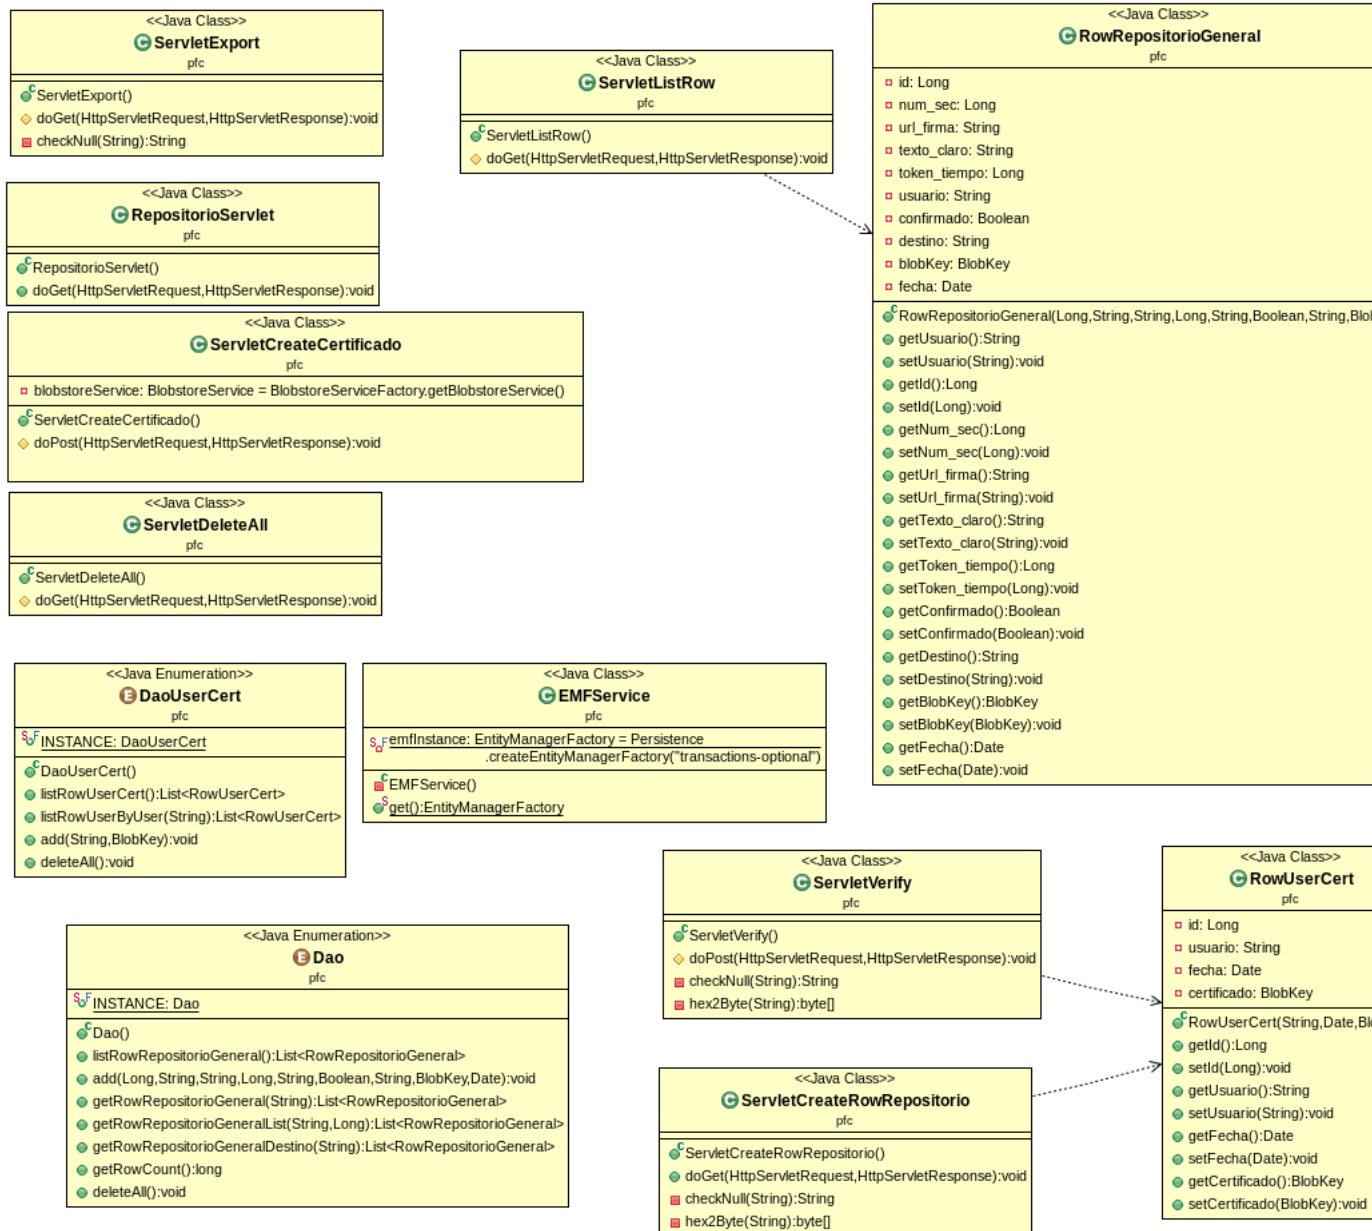 <<Java Class>>
ServletExport
pfc
ServletExport()
doGet(HttpServletRequest,HttpServletResponse):void
checkNull(String):String
<<Java Class>>
RepositorioServlet
pfc
RepositorioServlet()
doGet(HttpServletRequest,HttpServletResponse):void
<<Java Class>>
ServletCreateCertificado
pfc
blobstoreService: BlobstoreService = BlobstoreServiceFactory.getBlobstoreService()
ServletCreateCertificado()
doPost(HttpServletRequest,HttpServletResponse):void
<<Java Class>>
ServletDeleteAll
pfc
ServletDeleteAll()
doGet(HttpServletRequest,HttpServletResponse):void
<<Java Class>>
ServletListRow
pfc
ServletListRow()
doGet(HttpServletRequest,HttpServletResponse):void
<<Java Class>>
RowRepositorioGeneral
pfc
id: Long
num_sec: Long
url_firma: String
texto_claro: String
token_tiempo: Long
usuario: String
confirmado: Boolean
destino: String
blobKey: BlobKey
fecha: Date
RowRepositorioGeneral(Long,String,String,Long,String,Boolean,String,Blo
getUsuario():String
setUsuario(String):void
getId():Long
setId(Long):void
getNum_sec():Long
setNum_sec(Long):void
getUrl_firma():String
setUrl_firma(String):void
getTexto_claro():String
setTexto_claro(String):void
getToken_tiempo():Long
setToken_tiempo(Long):void
getConfirmado():Boolean
setConfirmado(Boolean):void
getDestino():String
setDestino(String):void
getBlobKey():BlobKey
setBlobKey(BlobKey):void
getFecha():Date
setFecha(Date):void
<<Java Enumeration>>
DaoUserCert
pfc
INSTANCE: DaoUserCert
DaoUserCert()
listRowUserCert():List<RowUserCert>
listRowUserByUser(String):List<RowUserCert>
add(String,BlobKey):void
deleteAll():void
<<Java Class>>
EMFService
pfc
emfInstance: EntityManagerFactory = Persistence
.createEntityManagerFactory("transactions-optional")
EMFService()
get():EntityManagerFactory
<<Java Enumeration>>
Dao
pfc
INSTANCE: Dao
Dao()
listRowRepositorioGeneral():List<RowRepositorioGeneral>
add(Long,String,String,Long,String,Boolean,String,BlobKey,Date):void
getRowRepositorioGeneral(String):List<RowRepositorioGeneral>
getRowRepositorioGeneralList(String,Long):List<RowRepositorioGeneral>
getRowRepositorioGeneralDestino(String):List<RowRepositorioGeneral>
getRowCount():long
deleteAll():void
<<Java Class>>
ServletVerify
pfc
ServletVerify()
doPost(HttpServletRequest,HttpServletResponse):void
checkNull(String):String
hex2Byte(String):byte[]
<<Java Class>>
ServletCreateRowRepositorio
pfc
ServletCreateRowRepositorio()
doGet(HttpServletRequest,HttpServletResponse):void
checkNull(String):String
hex2Byte(String):byte[]
<<Java Class>>
RowUserCert
pfc
id: Long
usuario: String
fecha: Date
certificado: BlobKey
RowUserCert(String,Date,Bl
getId():Long
setId(Long):void
getUsuario():String
setUsuario(String):void
getFecha():Date
setFecha(Date):void
getCertificado():BlobKey
setCertificado(BlobKey):void